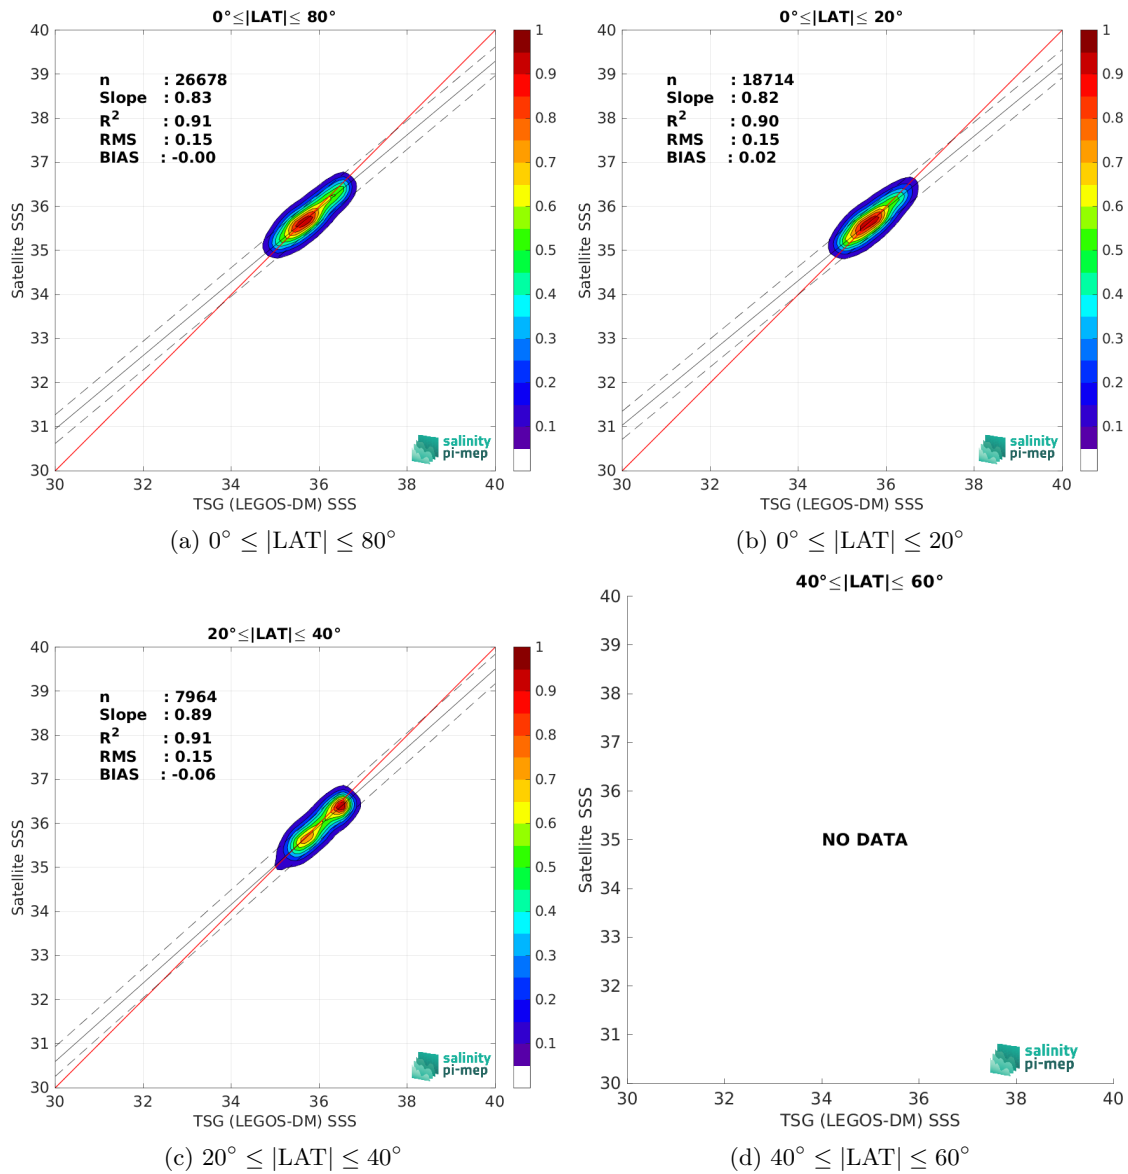 0°≤|LAT|≤ 80°
40
39
38
37
36
35
34
33
32
31
30
n : 26678
Slope : 0.83
R² : 0.91
RMS : 0.15
BIAS : -0.00
Satellite SSS
salinity
pi-mep
30 32 34 36 38 40
TSG (LEGOS-DM) SSS
1
0.9
0.8
0.7
0.6
0.5
0.4
0.3
0.2
0.1
(a) 0° ≤ |LAT| ≤ 80°
0°≤|LAT|≤ 20°
40
39
38
37
36
35
34
33
32
31
30
n : 18714
Slope : 0.82
R² : 0.90
RMS : 0.15
BIAS : 0.02
Satellite SSS
salinity
pi-mep
30 32 34 36 38 40
TSG (LEGOS-DM) SSS
1
0.9
0.8
0.7
0.6
0.5
0.4
0.3
0.2
0.1
(b) 0° ≤ |LAT| ≤ 20°
20°≤|LAT|≤ 40°
40
39
38
37
36
35
34
33
32
31
30
n : 7964
Slope : 0.89
R² : 0.91
RMS : 0.15
BIAS : -0.06
Satellite SSS
salinity
pi-mep
30 32 34 36 38 40
TSG (LEGOS-DM) SSS
1
0.9
0.8
0.7
0.6
0.5
0.4
0.3
0.2
0.1
(c) 20° ≤ |LAT| ≤ 40°
40°≤|LAT|≤ 60°
40
39
38
37
36
35
34
33
32
31
30
NO DATA
Satellite SSS
salinity
pi-mep
30 32 34 36 38 40
TSG (LEGOS-DM) SSS
(d) 40° ≤ |LAT| ≤ 60°